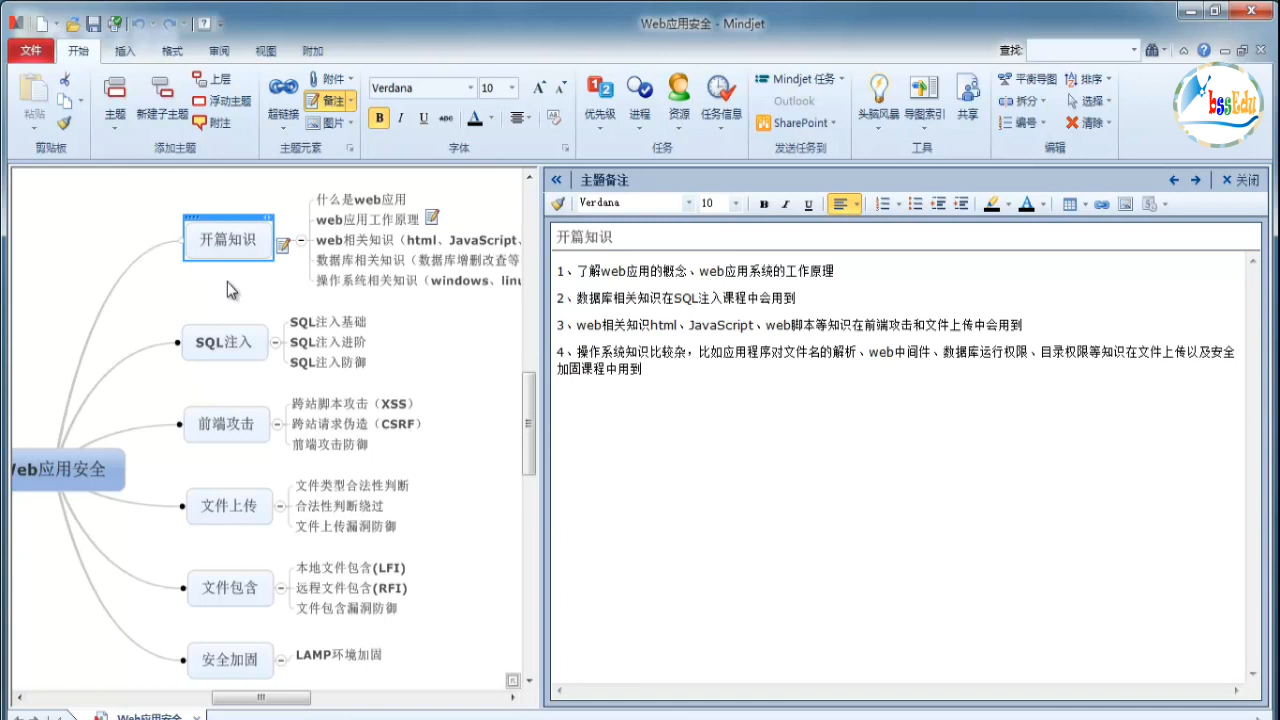 Web应用安全 - Mindjet
文件 开始 插入 格式 审阅 视图 附加 查找:
粘贴 主题 新建子主题 上层 浮动主题 附注 超链接 附件 备注 图片 Verdana 10 B I U ABC A 优先级 进程 资源 任务信息 Mindjet 任务 Outlook SharePoint 头脑风暴 导图索引 共享 平衡导图 拆分 编号 排序 选择 清除
剪贴板 添加主题 主题元素 字体 任务 发送任务到 工具 编辑
bssEdu
Web应用安全
开篇知识
什么是web应用
web应用工作原理
web相关知识（html、JavaScript、
数据库相关知识（数据库增删改查等
操作系统相关知识（windows、linu
SQL注入
SQL注入基础
SQL注入进阶
SQL注入防御
前端攻击
跨站脚本攻击（XSS）
跨站请求伪造（CSRF）
前端攻击防御
文件上传
文件类型合法性判断
合法性判断绕过
文件上传漏洞防御
文件包含
本地文件包含(LFI)
远程文件包含(RFI)
文件包含漏洞防御
安全加固
LAMP环境加固
主题备注 关闭
Verdana 10 B I U A
开篇知识
1、了解web应用的概念、web应用系统的工作原理
2、数据库相关知识在SQL注入课程中会用到
3、web相关知识html、JavaScript、web脚本等知识在前端攻击和文件上传中会用到
4、操作系统知识比较杂，比如应用程序对文件名的解析、web中间件、数据库运行权限、目录权限等知识在文件上传以及安全
加固课程中用到
Web应用安全